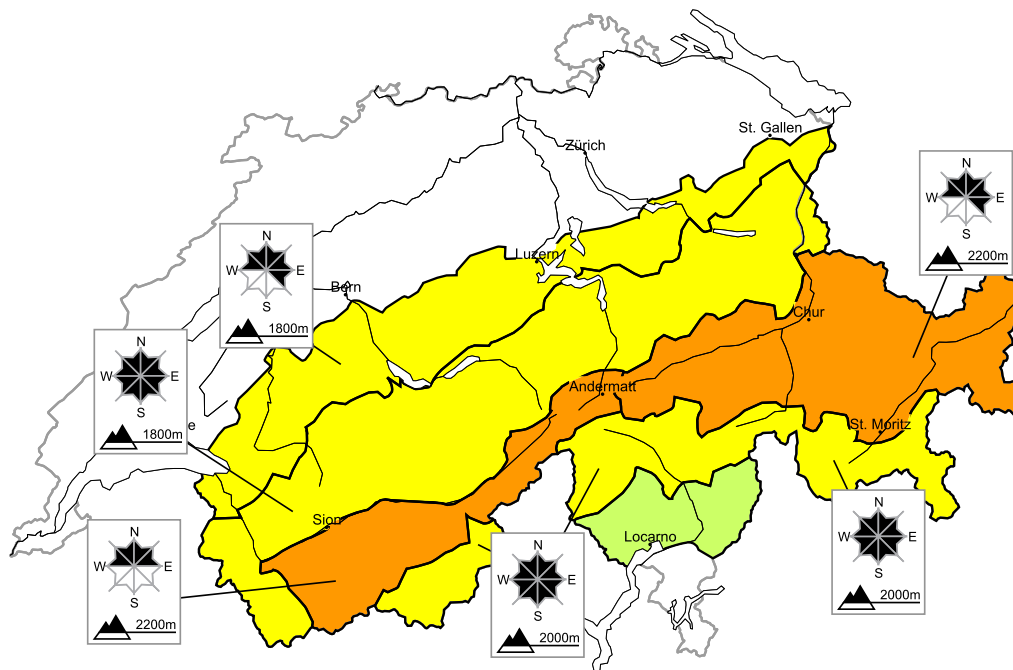 St. Gallen
Zürich
N
W E
S
2200m
N
W E
S
1800m
Luzern
Bern
Chur
N
W E
S
1800m
Andermatt
e
St. Moritz
N
W E
S
2000m
Sion
N
W E
S
2200m
Locarno
N
W E
S
2000m